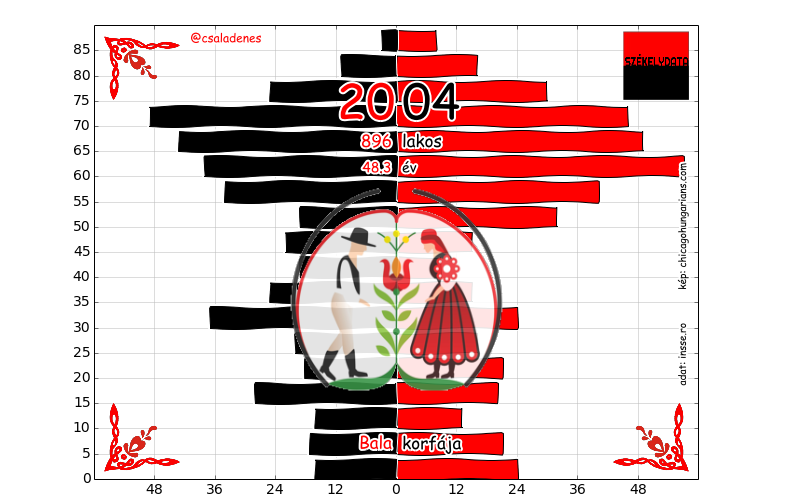 @csaladenes
SZÉKELYDATA
2004
896 lakos
48.3 év
Bala korfája
kép: chicagohungarians.com
adat: insse.ro
85
80
75
70
65
60
55
50
45
40
35
30
25
20
15
10
5
0
48 36 24 12 0 12 24 36 48